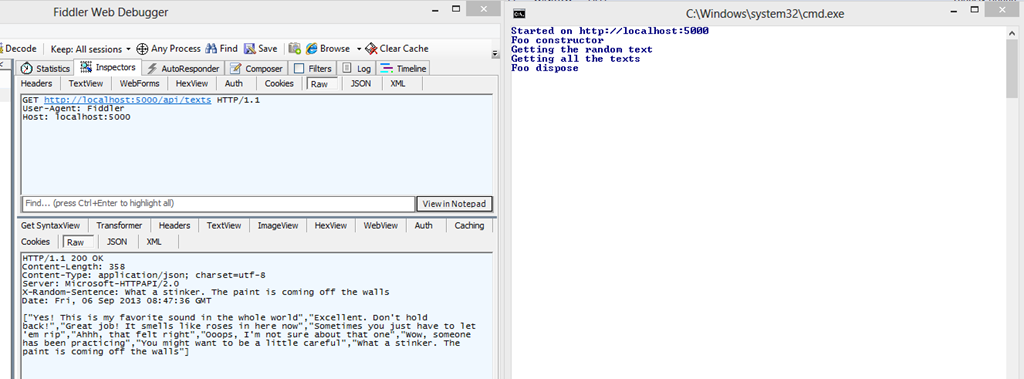 Fiddler Web Debugger
Decode Keep: All sessions Any Process Find Save Browse Clear Cache
Statistics Inspectors AutoResponder Composer Filters Log Timeline
Headers TextView WebForms HexView Auth Cookies Raw JSON XML
GET http://localhost:5000/api/texts HTTP/1.1
User-Agent: Fiddler
Host: localhost:5000
Find... (press Ctrl+Enter to highlight all) View in Notepad
Get SyntaxView Transformer Headers TextView ImageView HexView WebView Auth Caching
Cookies Raw JSON XML
HTTP/1.1 200 OK
Content-Length: 358
Content-Type: application/json; charset=utf-8
Server: Microsoft-HTTPAPI/2.0
X-Random-Sentence: What a stinker. The paint is coming off the walls
Date: Fri, 06 Sep 2013 08:47:36 GMT
["Yes! This is my favorite sound in the whole world","Excellent. Don't hold
back!","Great job! It smells like roses in here now","Sometimes you just have to let
'em rip","Ahhh, that felt right","Ooops, I'm not sure about that one","Wow, someone
has been practicing","You might want to be a little careful","What a stinker. The
paint is coming off the walls"]
C:\Windows\system32\cmd.exe
Started on http://localhost:5000
Foo constructor
Getting the random text
Getting all the texts
Foo dispose